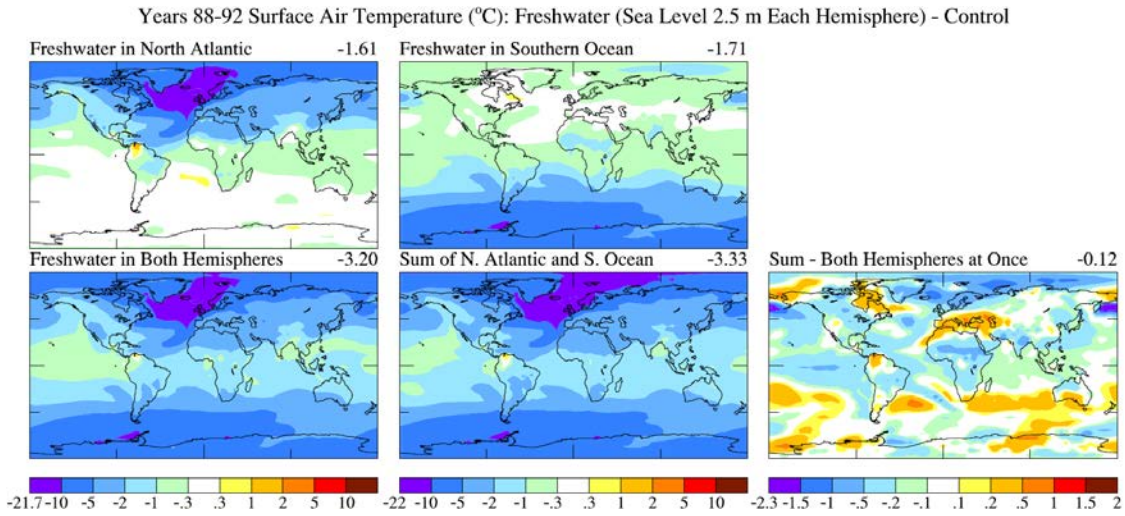 Years 88-92 Surface Air Temperature (°C): Freshwater (Sea Level 2.5 m Each Hemisphere) - Control
Freshwater in North Atlantic -1.61 Freshwater in Southern Ocean -1.71
Freshwater in Both Hemispheres -3.20 Sum of N. Atlantic and S. Ocean -3.33 Sum - Both Hemispheres at Once -0.12
-21.7 -10 -5 -2 -1 -.3 .3 1 2 5 10 -22 -10 -5 -2 -1 -.3 .3 1 2 5 10 -2.3 -1.5 -1 -.5 -.2 -.1 .1 .2 .5 1 1.5 2